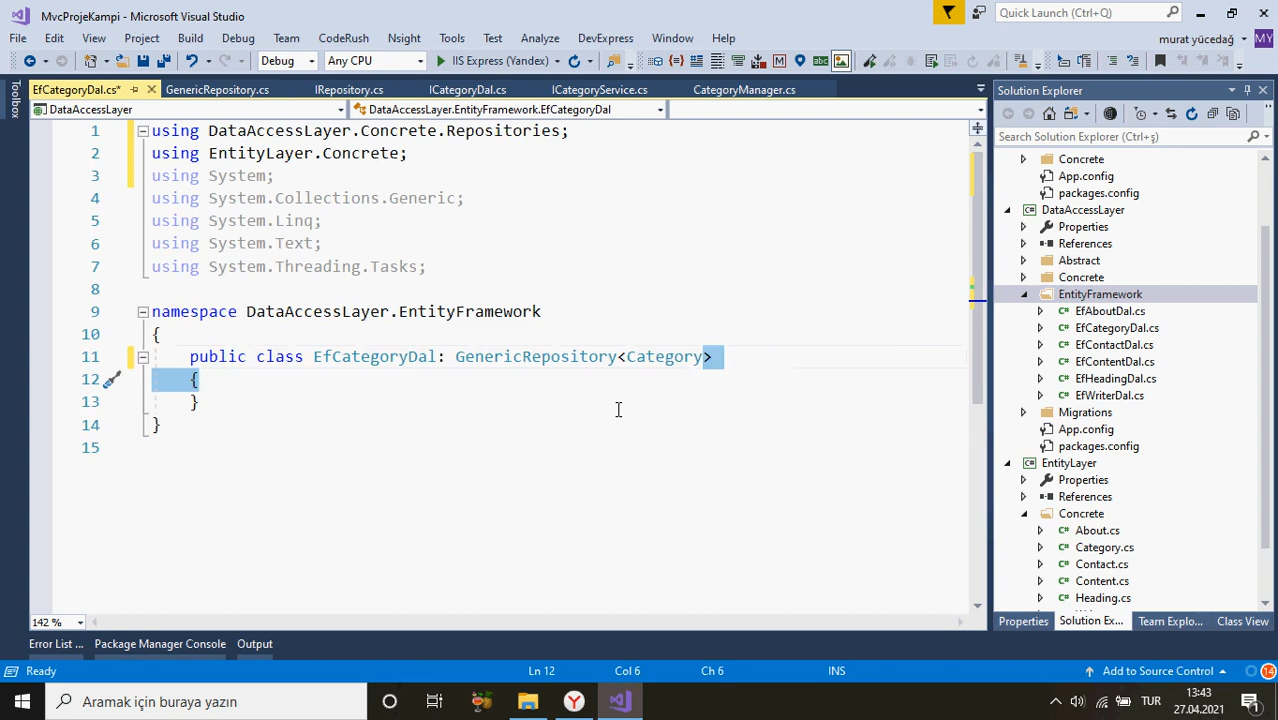 MvcProjeKampi - Microsoft Visual Studio
Quick Launch (Ctrl+Q)
File Edit View Project Build Debug Team CodeRush Nsight Tools Test Analyze DevExpress Window Help
murat yücedağ MY
Debug Any CPU IIS Express (Yandex)
Toolbox
EfCategoryDal.cs* GenericRepository.cs IRepository.cs ICategoryDal.cs ICategoryService.cs CategoryManager.cs
DataAccessLayer DataAccessLayer.EntityFramework.EfCategoryDal
1 using DataAccessLayer.Concrete.Repositories;
2 using EntityLayer.Concrete;
3 using System;
4 using System.Collections.Generic;
5 using System.Linq;
6 using System.Text;
7 using System.Threading.Tasks;
8
9 namespace DataAccessLayer.EntityFramework
10 {
11 public class EfCategoryDal: GenericRepository<Category>
12 {
13 }
14 }
15
142 %
Solution Explorer
Search Solution Explorer (Ctrl+ş)
Concrete
App.config
packages.config
DataAccessLayer
Properties
References
Abstract
Concrete
EntityFramework
EfAboutDal.cs
EfCategoryDal.cs
EfContactDal.cs
EfContentDal.cs
EfHeadingDal.cs
EfWriterDal.cs
Migrations
App.config
packages.config
EntityLayer
Properties
References
Concrete
About.cs
Category.cs
Contact.cs
Content.cs
Heading.cs
Properties Solution Ex... Team Explo... Class View
Error List ... Package Manager Console Output
Ready Ln 12 Col 6 Ch 6 INS Add to Source Control 14
Aramak için buraya yazın
TUR
13:43
27.04.2021
1